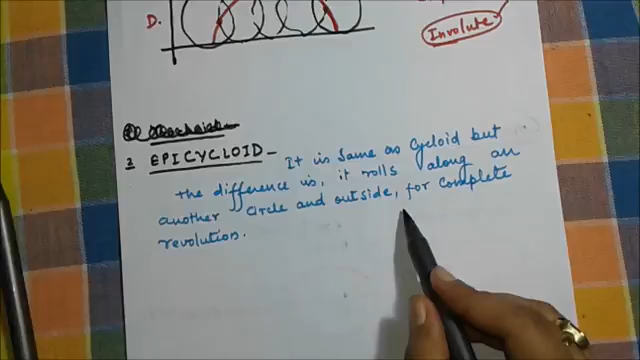 D.
Involute
3 EPICYCLOID - It is same as cycloid but
the difference is, it rolls along an
another circle and outside, for complete
revolution.